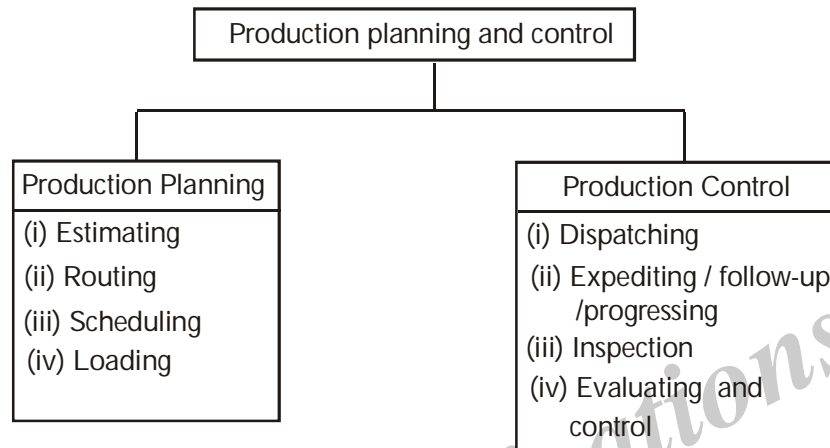 Production planning and control
Production Planning
(i) Estimating
(ii) Routing
(iii) Scheduling
(iv) Loading
Production Control
(i) Dispatching
(ii) Expediting / follow-up
/progressing
(iii) Inspection
(iv) Evaluating and
control